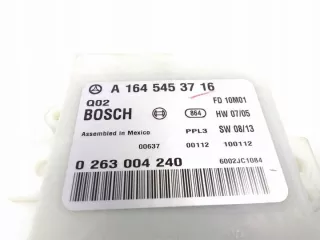 A 164 545 37 16
Q02
FD 10M01
BOSCH
864
HW 07/05
Assembled in Mexico
PPL3
SW 08/13
00637
00112
100112
0 263 004 240
6002JC1084